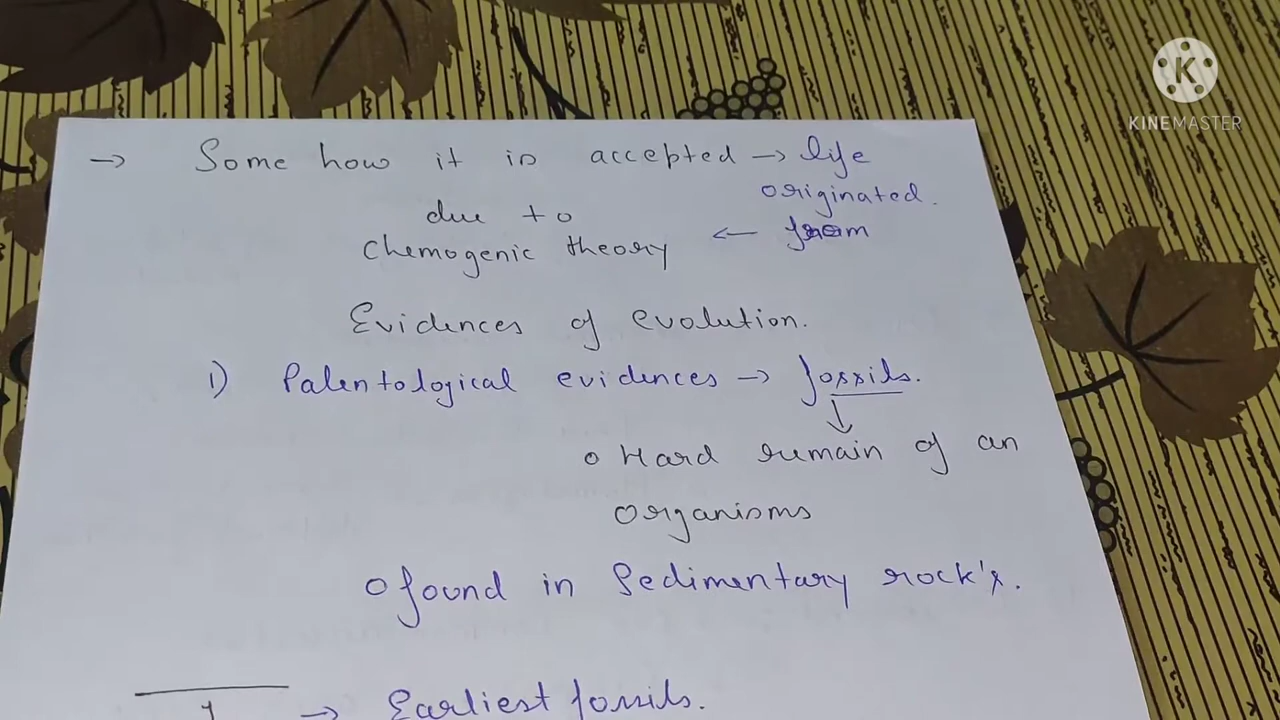 K
KINEMASTER
→ Some how it is accepted → life
originated.
due to
← from
chemogenic theory
Evidences of evolution.
1) Palentological evidences → fossils.
↓
o Hard remain of an
organisms
o found in Sedimentary rock's.
→ Earliest fossils.